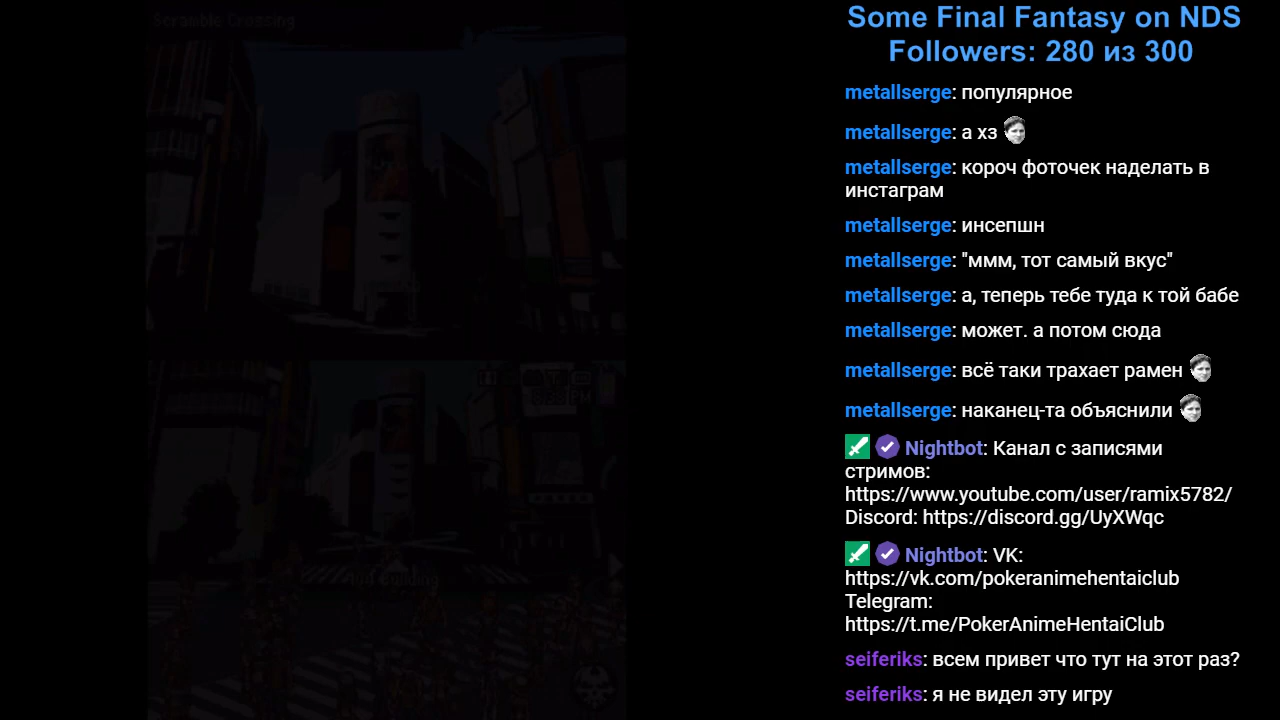 Scramble Crossing
Some Final Fantasy on NDS
Followers: 280 из 300
metallserge: популярное
metallserge: а хз
metallserge: короч фоточек наделать в
инстаграм
metallserge: инсепшн
metallserge: "ммм, тот самый вкус"
metallserge: а, теперь тебе туда к той бабе
metallserge: может. а потом сюда
metallserge: всё таки трахает рамен
metallserge: наканец-та объяснили
Nightbot: Канал с записями
стримов:
https://www.youtube.com/user/ramix5782/
Discord: https://discord.gg/UyXWqc
Nightbot: VK:
https://vk.com/pokeranimehentaiclub
Telegram:
https://t.me/PokerAnimeHentaiClub
seiferiks: всем привет что тут на этот раз?
seiferiks: я не видел эту игру